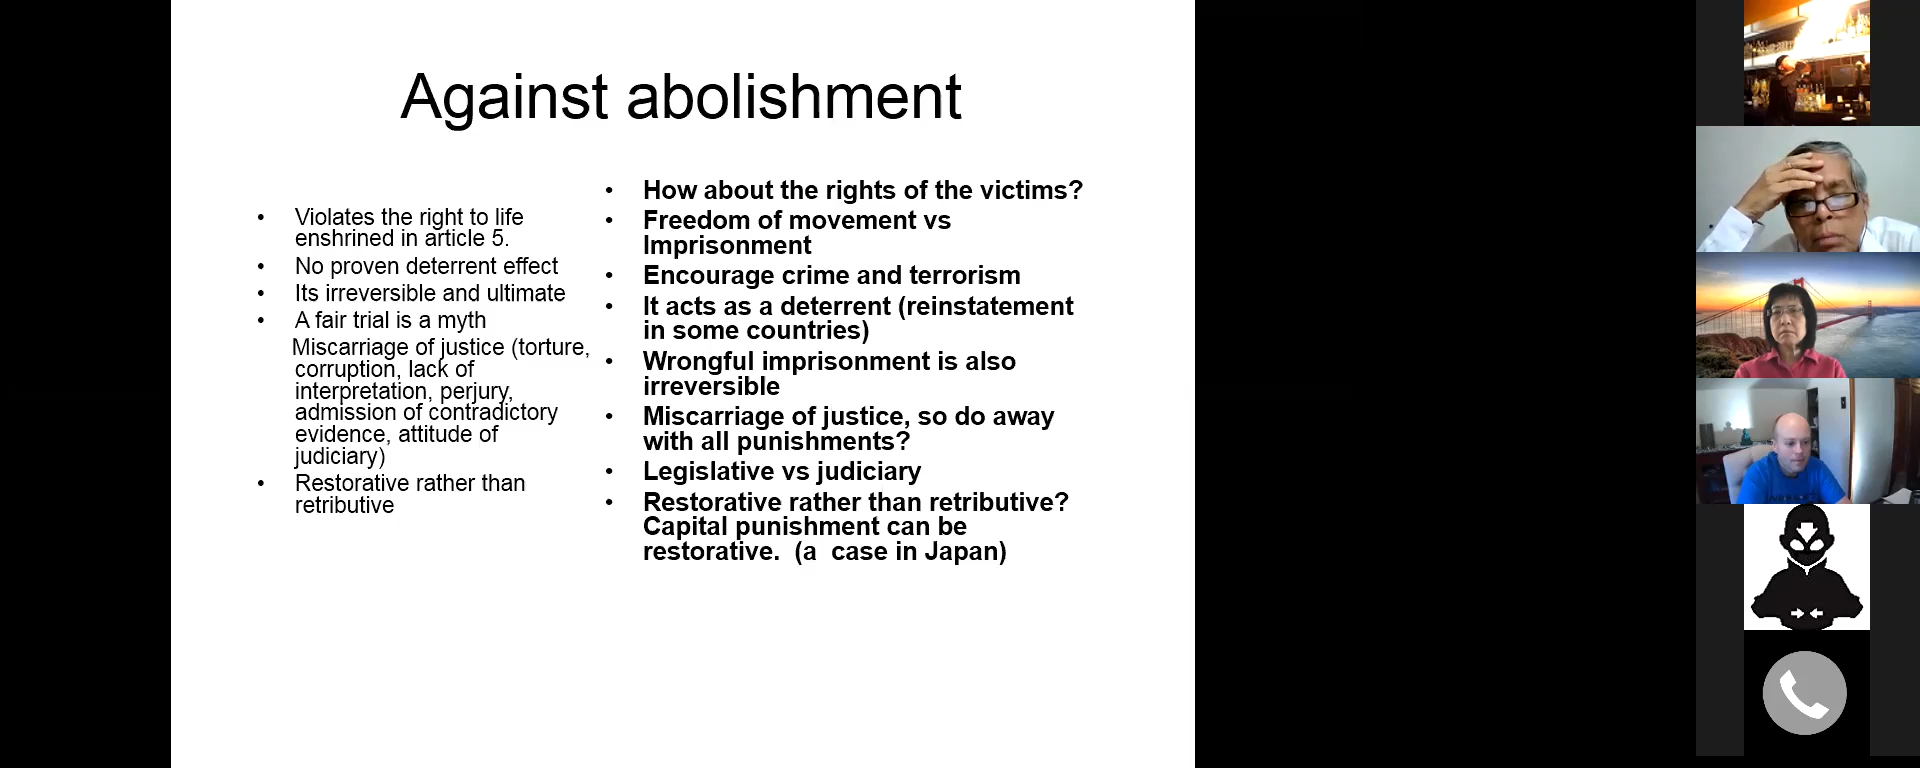 Against abolishment
Violates the right to life
enshrined in article 5.
No proven deterrent effect
Its irreversible and ultimate
A fair trial is a myth
Miscarriage of justice (torture,
corruption, lack of
interpretation, perjury,
admission of contradictory
evidence, attitude of
judiciary)
Restorative rather than
retributive
How about the rights of the victims?
Freedom of movement vs
Imprisonment
Encourage crime and terrorism
It acts as a deterrent (reinstatement
in some countries)
Wrongful imprisonment is also
irreversible
Miscarriage of justice, so do away
with all punishments?
Legislative vs judiciary
Restorative rather than retributive?
Capital punishment can be
restorative.  (a  case in Japan)